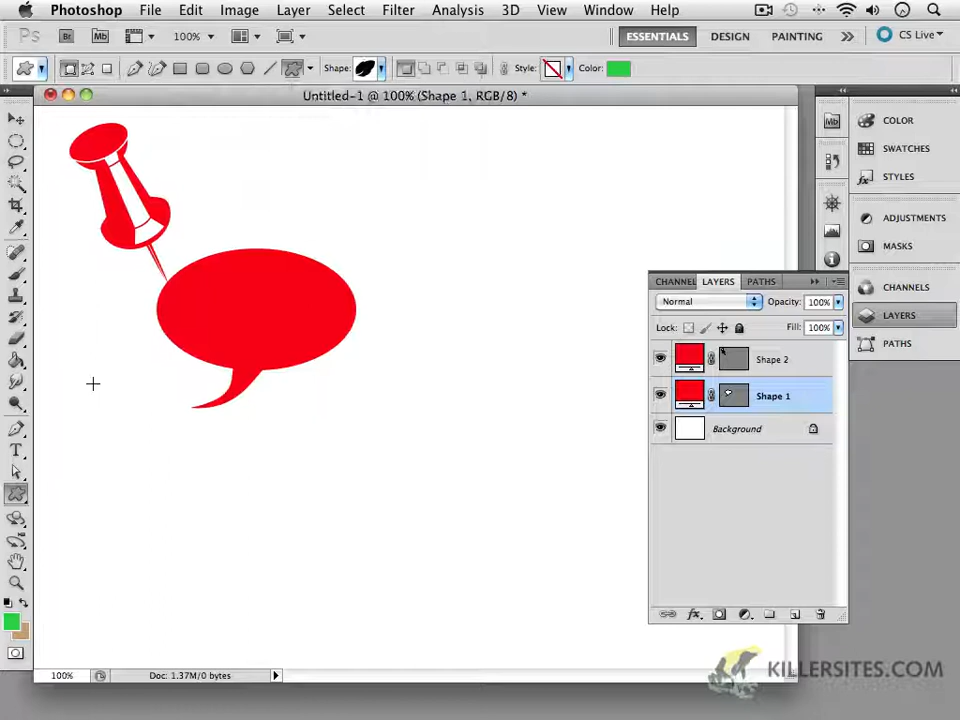 Photoshop File Edit Image Layer Select Filter Analysis 3D View Window Help
Ps Br Mb 100% ESSENTIALS DESIGN PAINTING CS Live
Shape: Style: Color:
Untitled-1 @ 100% (Shape 1, RGB/8) *
Mb COLOR
SWATCHES
fx STYLES
ADJUSTMENTS
MASKS
CHANNELS
LAYERS
PATHS
CHANNEL LAYERS PATHS
Normal Opacity: 100%
Lock: Fill: 100%
Shape 2
Shape 1
Background
fx
T
100% Doc: 1.37M/0 bytes
KILLERSITES.COM